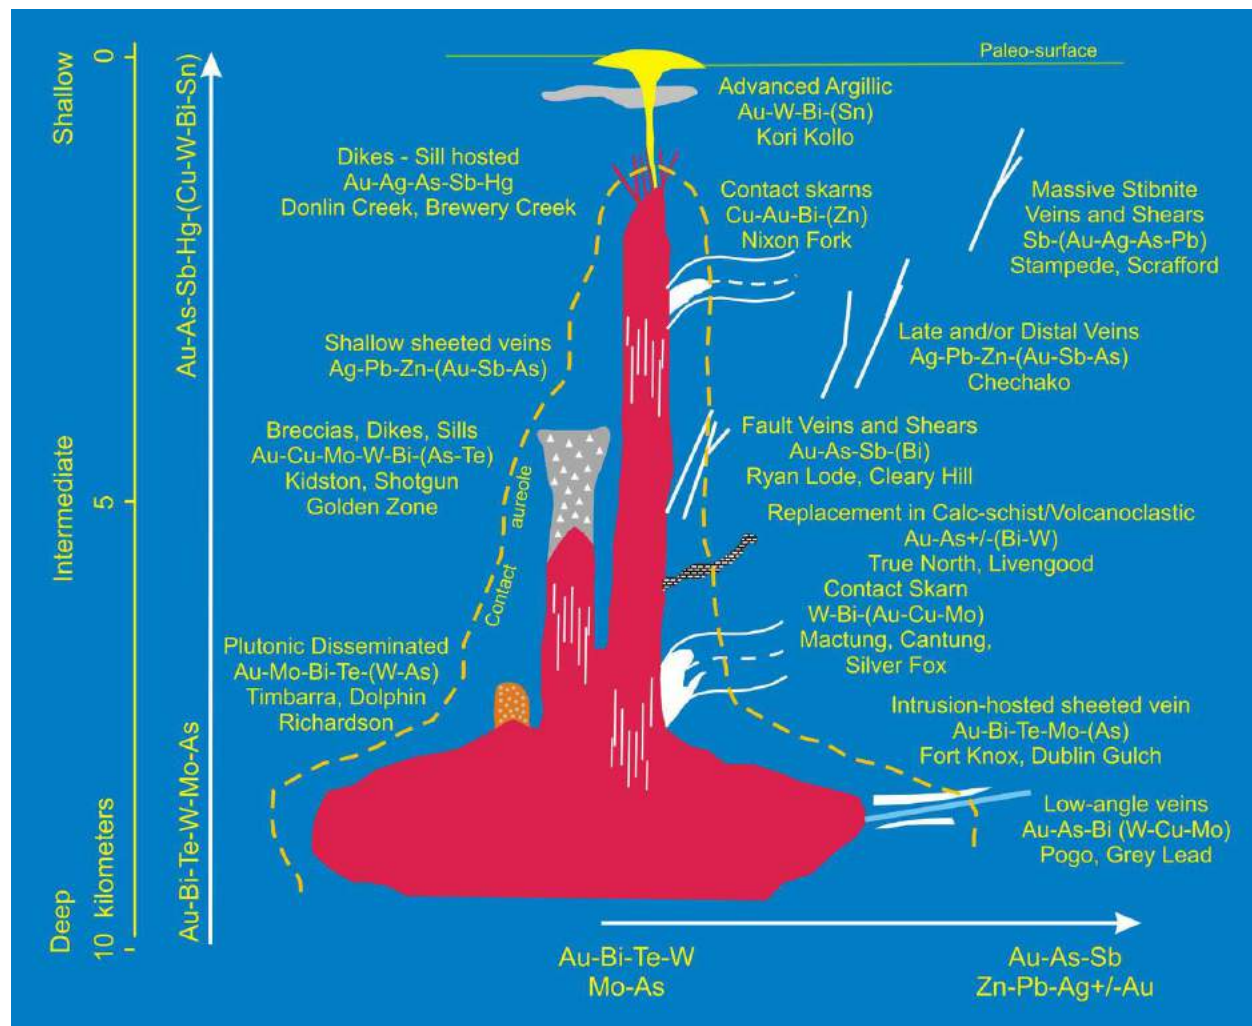 Paleo-surface
Shallow
0
Au-As-Sb-Hg-(Cu-W-Bi-Sn)
Advanced Argillic
Au-W-Bi-(Sn)
Kori Kollo
Dikes - Sill hosted
Au-Ag-As-Sb-Hg
Donlin Creek, Brewery Creek
Contact skarns
Cu-Au-Bi-(Zn)
Nixon Fork
Massive Stibnite
Veins and Shears
Sb-(Au-Ag-As-Pb)
Stampede, Scrafford
Shallow sheeted veins
Ag-Pb-Zn-(Au-Sb-As)
Late and/or Distal Veins
Ag-Pb-Zn-(Au-Sb-As)
Chechako
Breccias, Dikes, Sills
Au-Cu-Mo-W-Bi-(As-Te)
Kidston, Shotgun
Golden Zone
Fault Veins and Shears
Au-As-Sb-(Bi)
Ryan Lode, Cleary Hill
Intermediate
5
Contact aureole
Replacement in Calc-schist/Volcanoclastic
Au-As+/-(Bi-W)
True North, Livengood
Contact Skarn
W-Bi-(Au-Cu-Mo)
Mactung, Cantung,
Silver Fox
Plutonic Disseminated
Au-Mo-Bi-Te-(W-As)
Timbarra, Dolphin
Richardson
Intrusion-hosted sheeted vein
Au-Bi-Te-Mo-(As)
Fort Knox, Dublin Gulch
Low-angle veins
Au-As-Bi (W-Cu-Mo)
Pogo, Grey Lead
Deep
10 kilometers
Au-Bi-Te-W-Mo-As
Au-Bi-Te-W
Mo-As
Au-As-Sb
Zn-Pb-Ag+/-Au